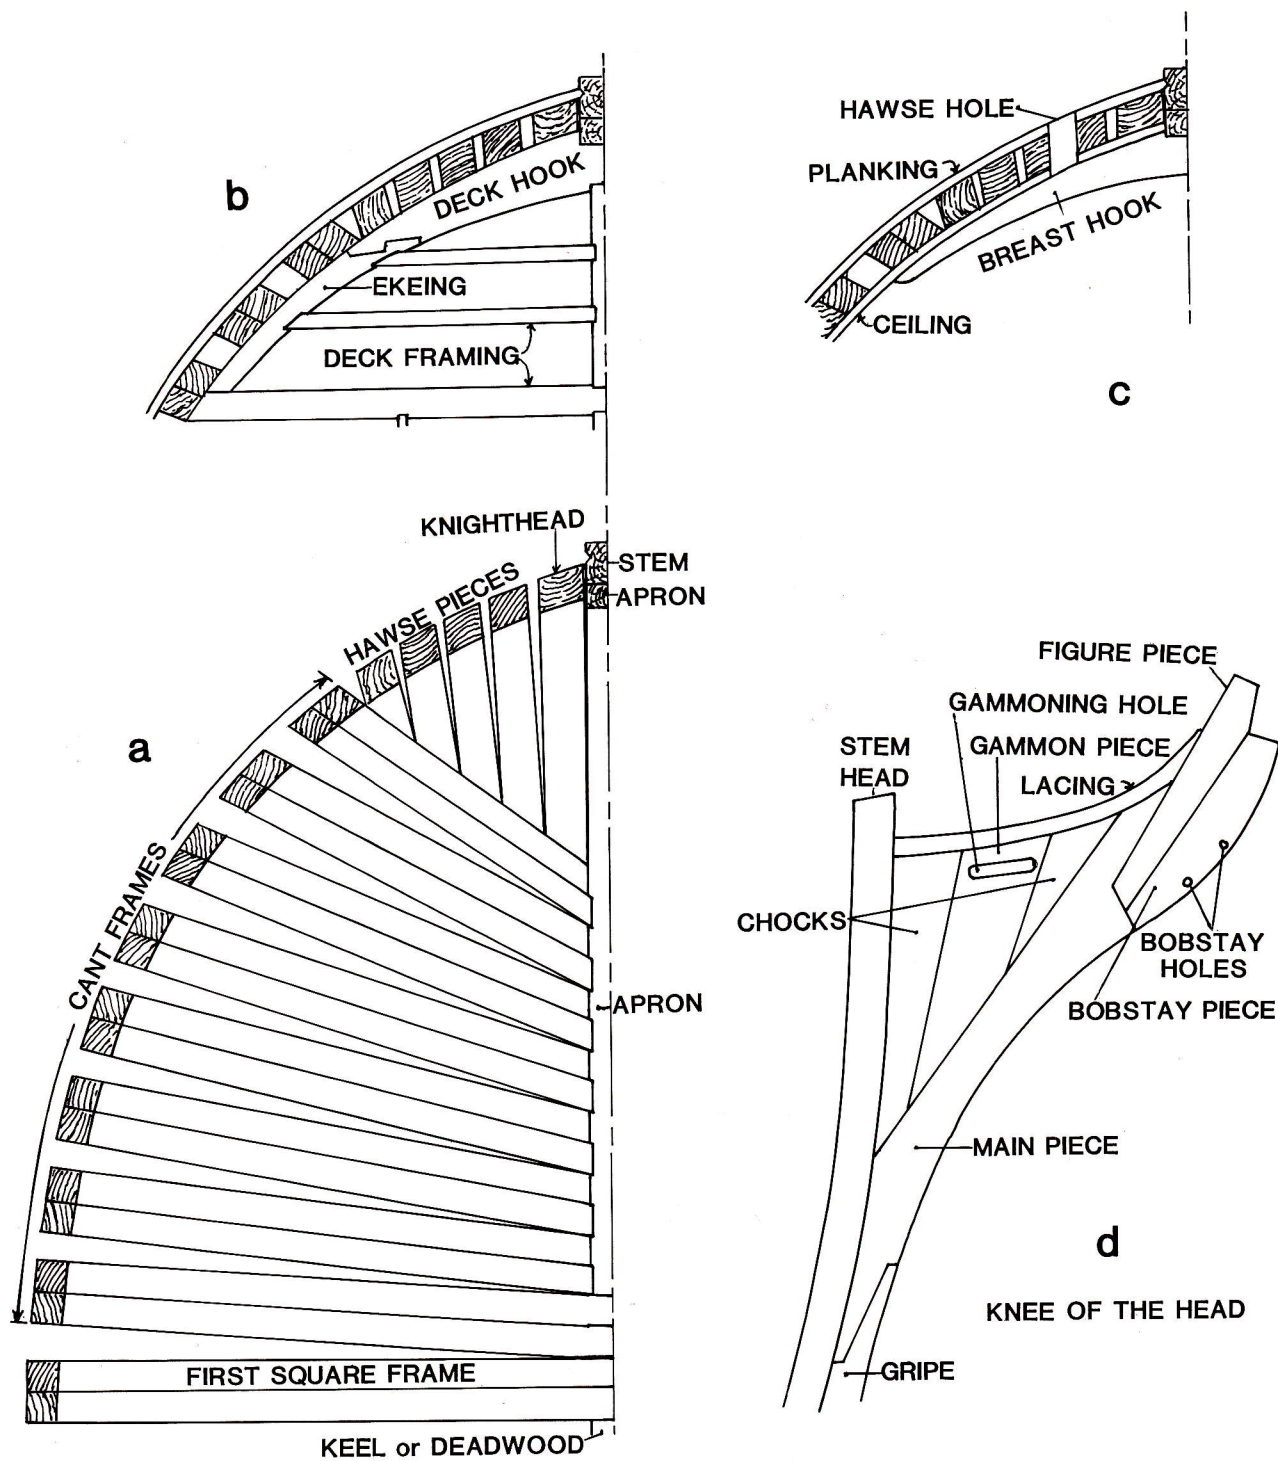 b
DECK HOOK
EKEING
DECK FRAMING
HAWSE HOLE
PLANKING
BREAST HOOK
CEILING
c
KNIGHTHEAD
STEM
APRON
HAWSE PIECES
a
CANT FRAMES
APRON
FIRST SQUARE FRAME
KEEL or DEADWOOD
FIGURE PIECE
GAMMONING HOLE
STEM
HEAD
GAMMON PIECE
LACING
CHOCKS
BOBSTAY
HOLES
BOBSTAY PIECE
MAIN PIECE
d
KNEE OF THE HEAD
GRIPE